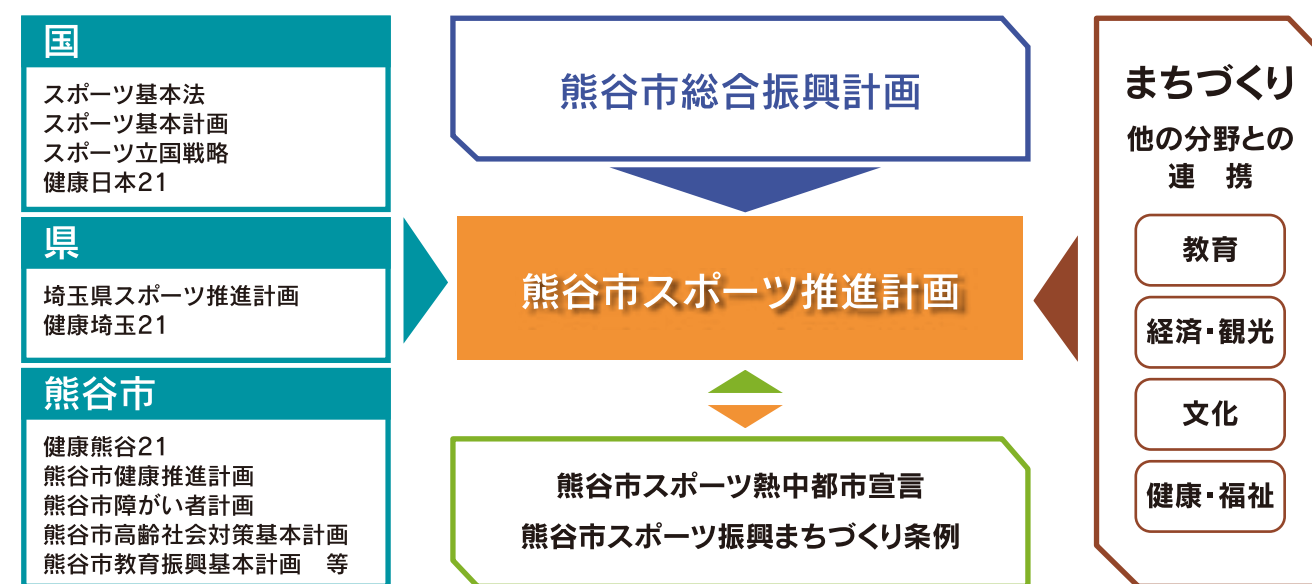 国
スポーツ基本法
スポーツ基本計画
スポーツ立国戦略
健康日本21
県
埼玉県スポーツ推進計画
健康埼玉21
熊谷市
健康熊谷21
熊谷市健康推進計画
熊谷市障がい者計画
熊谷市高齢社会対策基本計画
熊谷市教育振興基本計画　等
熊谷市総合振興計画
熊谷市スポーツ推進計画
熊谷市スポーツ熱中都市宣言
熊谷市スポーツ振興まちづくり条例
まちづくり
他の分野との
連　携
教育
経済・観光
文化
健康・福祉